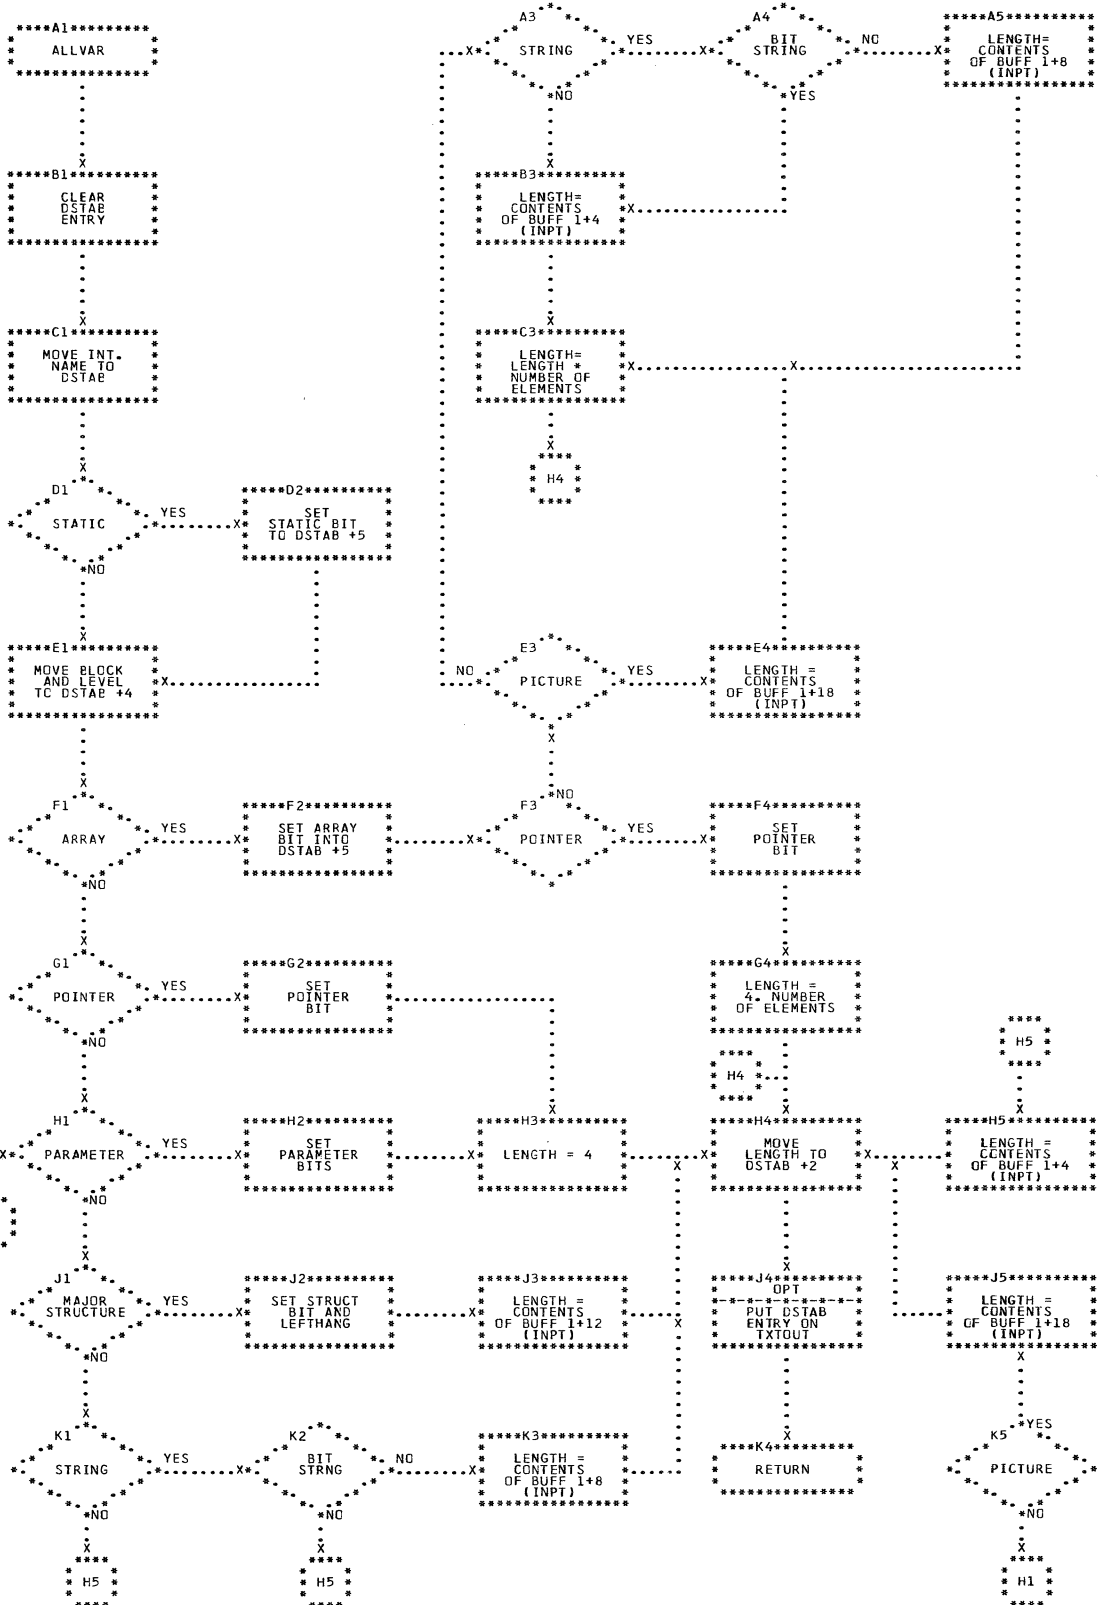 A1
ALLVAR
A3
STRING
YES
NO
A4
BIT
STRING
NO
YES
A5
LENGTH=
CONTENTS
OF BUFF 1+8
(INPT)
B1
CLEAR
DSTAB
ENTRY
B3
LENGTH=
CONTENTS
OF BUFF 1+4
(INPT)
C1
MOVE INT.
NAME TO
DSTAB
C3
LENGTH=
LENGTH *
NUMBER OF
ELEMENTS
H4
D1
STATIC
YES
NO
D2
SET
STATIC BIT
TO DSTAB +5
E1
MOVE BLOCK
AND LEVEL
TO DSTAB +4
E3
NO
PICTURE
YES
E4
LENGTH =
CONTENTS
OF BUFF 1+18
(INPT)
F1
ARRAY
YES
NO
F2
SET ARRAY
BIT INTO
DSTAB +5
F3
NO
POINTER
YES
F4
SET
POINTER
BIT
G1
POINTER
YES
NO
G2
SET
POINTER
BIT
G4
LENGTH =
4. NUMBER
OF ELEMENTS
H4
H5
H1
PARAMETER
YES
NO
H2
SET
PARAMETER
BITS
H3
LENGTH = 4
H4
MOVE
LENGTH TO
DSTAB +2
H5
LENGTH =
CONTENTS
OF BUFF 1+4
(INPT)
J1
MAJOR
STRUCTURE
YES
NO
J2
SET STRUCT
BIT AND
LEFTHANG
J3
LENGTH =
CONTENTS
OF BUFF 1+12
(INPT)
J4
OPT
PUT DSTAB
ENTRY ON
TXTOUT
J5
LENGTH =
CONTENTS
OF BUFF 1+18
(INPT)
K1
STRING
YES
NO
K2
BIT
STRNG
NO
NO
K3
LENGTH =
CONTENTS
OF BUFF 1+8
(INPT)
K4
RETURN
YES
K5
PICTURE
NO
H5
H5
H1